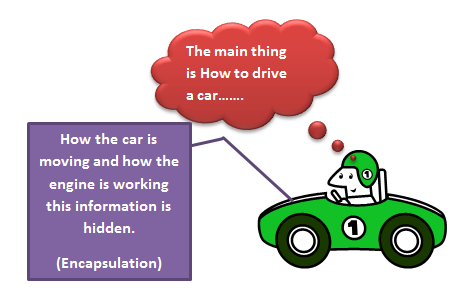 The main thing
is How to drive
a car.......
How the car is
moving and how the
engine is working
this information is
hidden.
(Encapsulation)
1
1